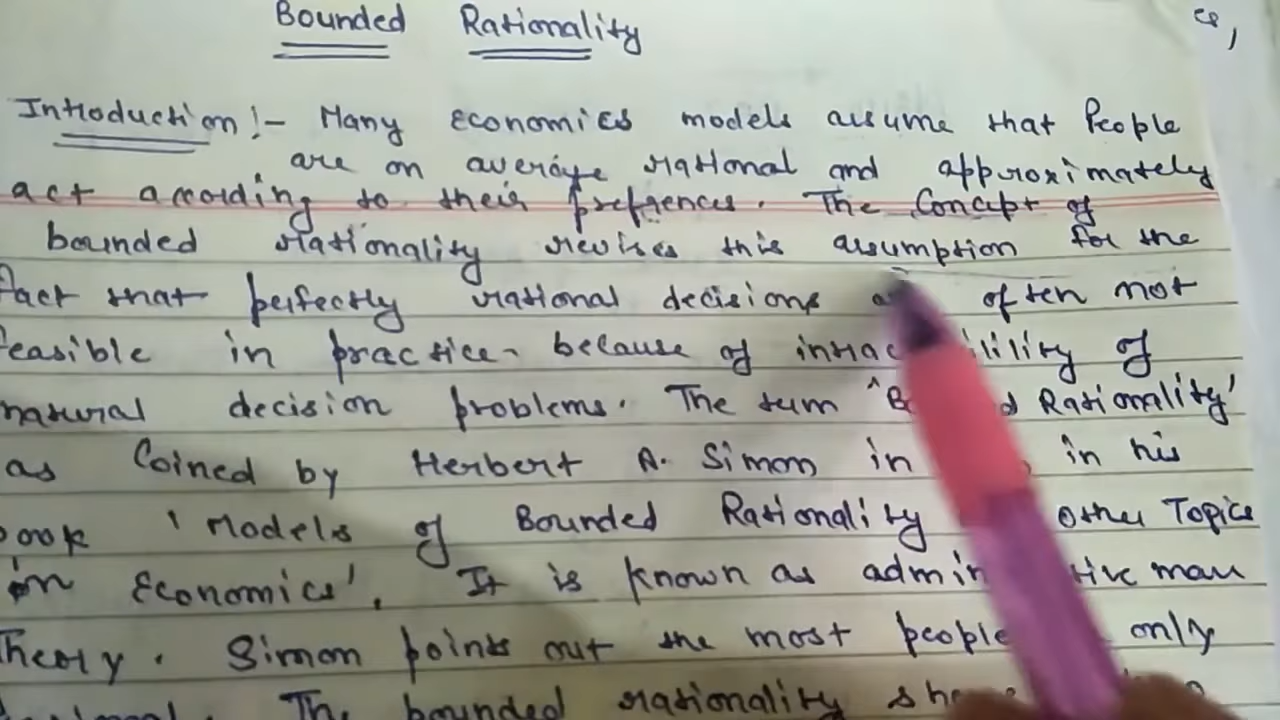 Bounded Rationality
Introduction :- Many economics models assume that People
are on average rational and approximately
act according to their prefrences. The Concept of
bounded rationality revises this assumption for the
fact that perfectly rational decisions often not
feasible in practice. because of
natural decision problems. The term Rationality'
as Coined by Herbert A. Simon in in his
'Models of Bounded Rationality Other Topics
in Economics'. It is known as man
Theory. Simon points out the most people only
The bounded rationality